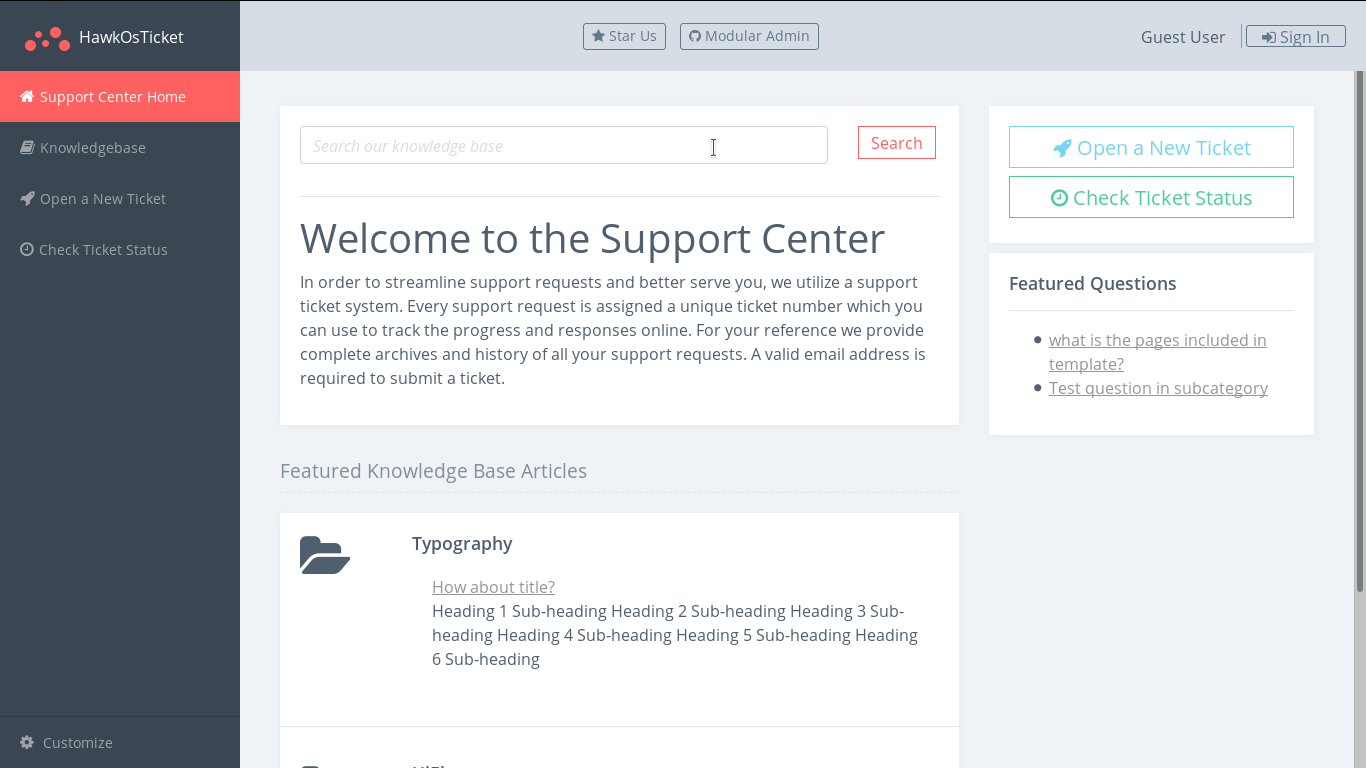 HawkOsTicket
Star Us
Modular Admin
Guest User
Sign In
Support Center Home
Knowledgebase
Open a New Ticket
Check Ticket Status
Customize
Search our knowledge base
Search
Welcome to the Support Center
In order to streamline support requests and better serve you, we utilize a support
ticket system. Every support request is assigned a unique ticket number which you
can use to track the progress and responses online. For your reference we provide
complete archives and history of all your support requests. A valid email address is
required to submit a ticket.
Featured Knowledge Base Articles
Typography
How about title?
Heading 1 Sub-heading Heading 2 Sub-heading Heading 3 Sub-
heading Heading 4 Sub-heading Heading 5 Sub-heading Heading
6 Sub-heading
Open a New Ticket
Check Ticket Status
Featured Questions
what is the pages included in
template?
Test question in subcategory